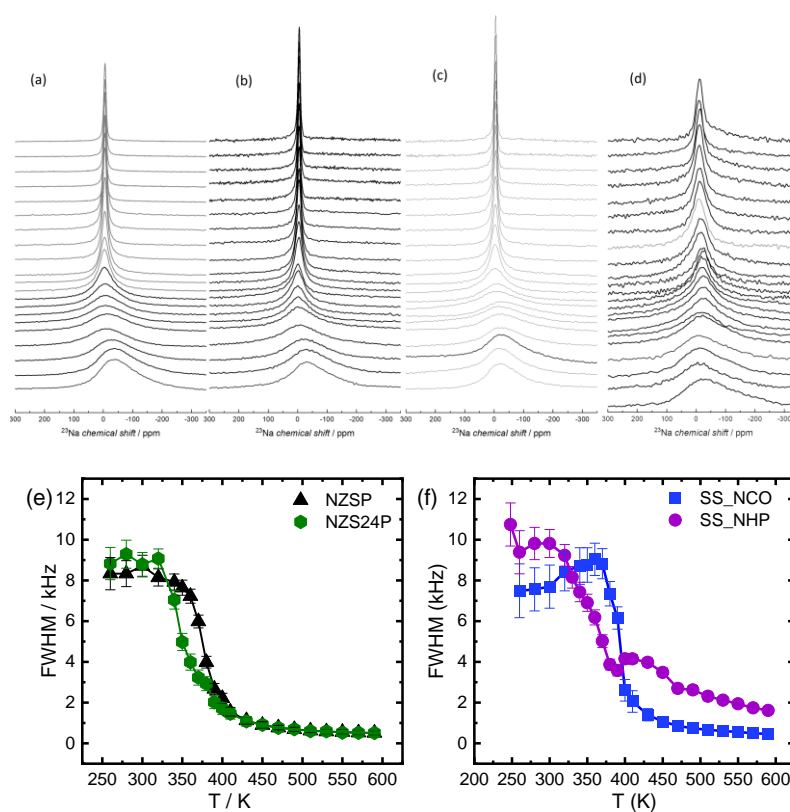 (a)
(b)
(c)
(d)
300 200 100 0 -100 -200 -300
300 200 100 0 -100 -200 -300
300 200 100 0 -100 -200 -300
300 200 100 0 -100 -200 -300
²³Na chemical shift / ppm
²³Na chemical shift / ppm
²³Na chemical shift / ppm
²³Na chemical shift / ppm
(e)
NZSP
NZS24P
FWHM / kHz
12
10
8
6
4
2
0
250 300 350 400 450 500 550 600
T / K
(f)
SS_NCO
SS_NHP
FWHM (kHz)
12
10
8
6
4
2
0
200 250 300 350 400 450 500 550 600
T (K)